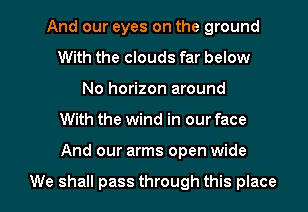 And our eyes on the ground
With the clouds far below
No horizon around
With the wind in our face
And our arms open wide
We shall pass through this place